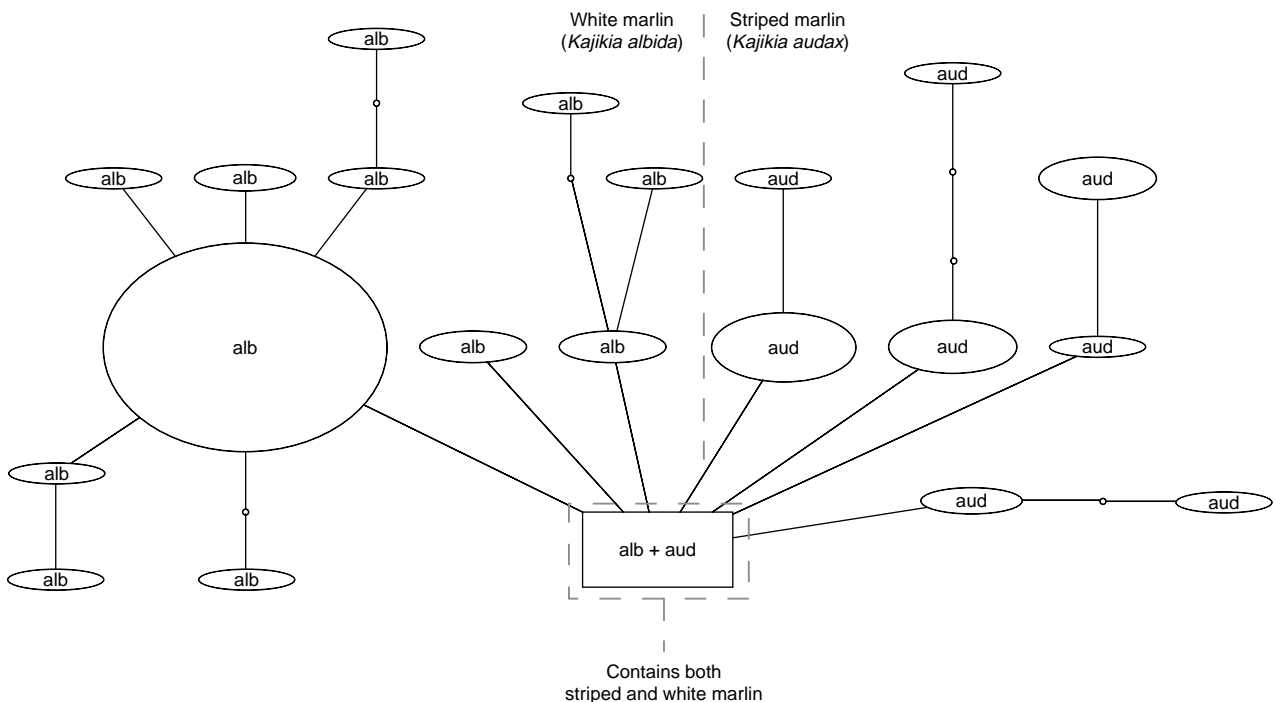 White marlin
(Kajikia albida)
Striped marlin
(Kajikia audax)
alb
aud
alb
alb
alb
alb
alb
aud
aud
alb
alb
alb
aud
aud
aud
alb
aud
aud
alb + aud
alb
alb
Contains both
striped and white marlin